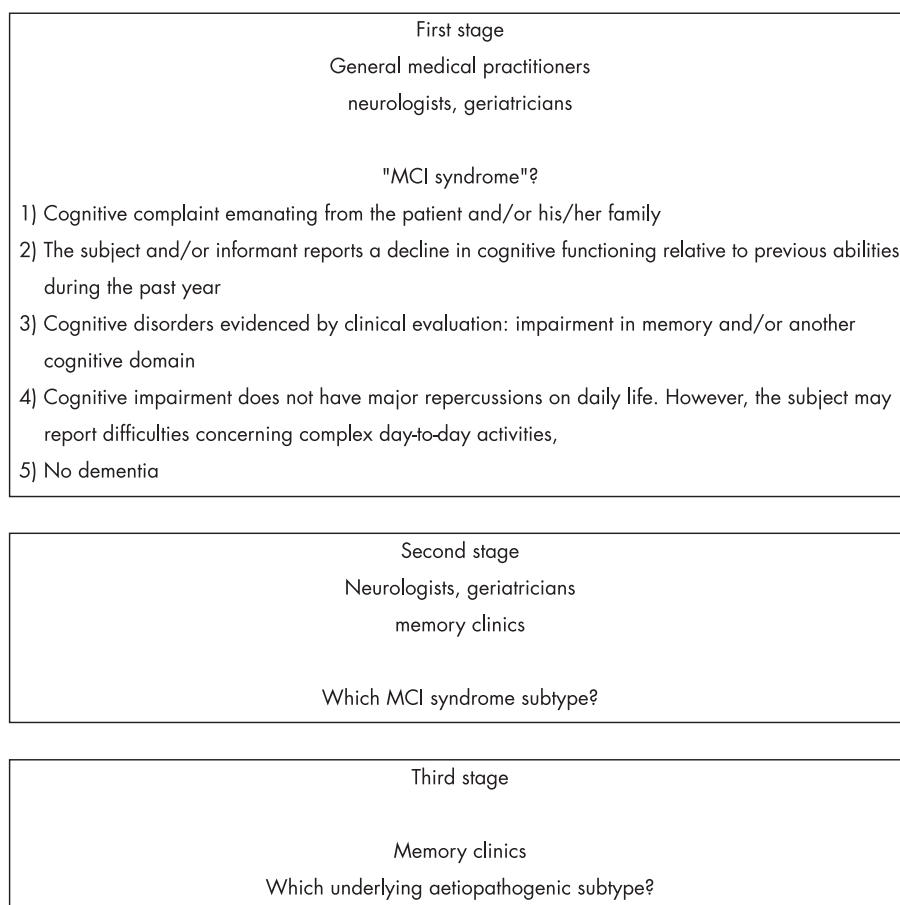 First stage
General medical practitioners
neurologists, geriatricians
"MCI syndrome"?
1) Cognitive complaint emanating from the patient and/or his/her family
2) The subject and/or informant reports a decline in cognitive functioning relative to previous abilities
during the past year
3) Cognitive disorders evidenced by clinical evaluation: impairment in memory and/or another
cognitive domain
4) Cognitive impairment does not have major repercussions on daily life. However, the subject may
report difficulties concerning complex day-to-day activities,
5) No dementia
Second stage
Neurologists, geriatricians
memory clinics
Which MCI syndrome subtype?
Third stage
Memory clinics
Which underlying aetiopathogenic subtype?